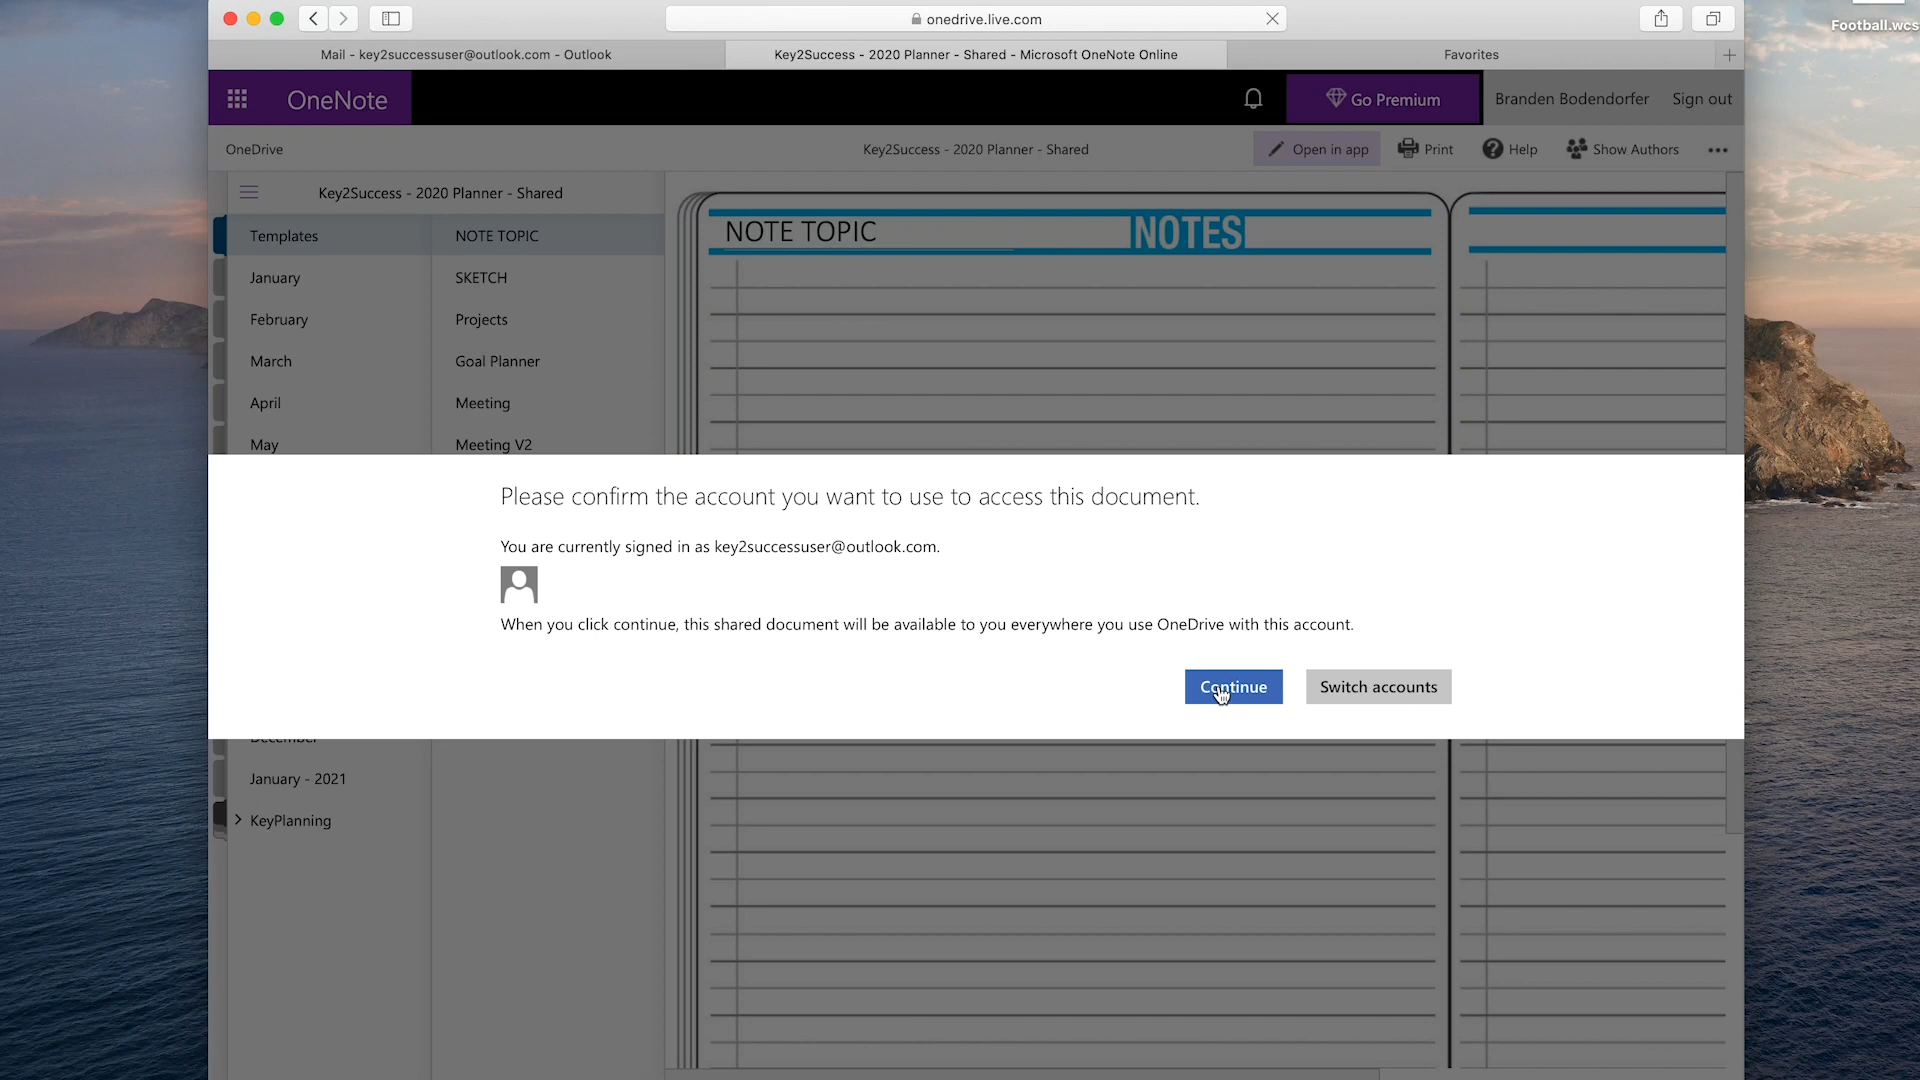 Football.wcs
onedrive.live.com
Mail - key2successuser@outlook.com - Outlook
Key2Success - 2020 Planner - Shared - Microsoft OneNote Online
Favorites
OneNote
Go Premium
Branden Bodendorfer
Sign out
OneDrive
Key2Success - 2020 Planner - Shared
Open in app
Print
Help
Show Authors
Key2Success - 2020 Planner - Shared
Templates
January
February
March
April
May
December
January - 2021
KeyPlanning
NOTE TOPIC
SKETCH
Projects
Goal Planner
Meeting
Meeting V2
NOTE TOPIC
NOTES
Please confirm the account you want to use to access this document.
You are currently signed in as key2successuser@outlook.com.
When you click continue, this shared document will be available to you everywhere you use OneDrive with this account.
Continue
Switch accounts